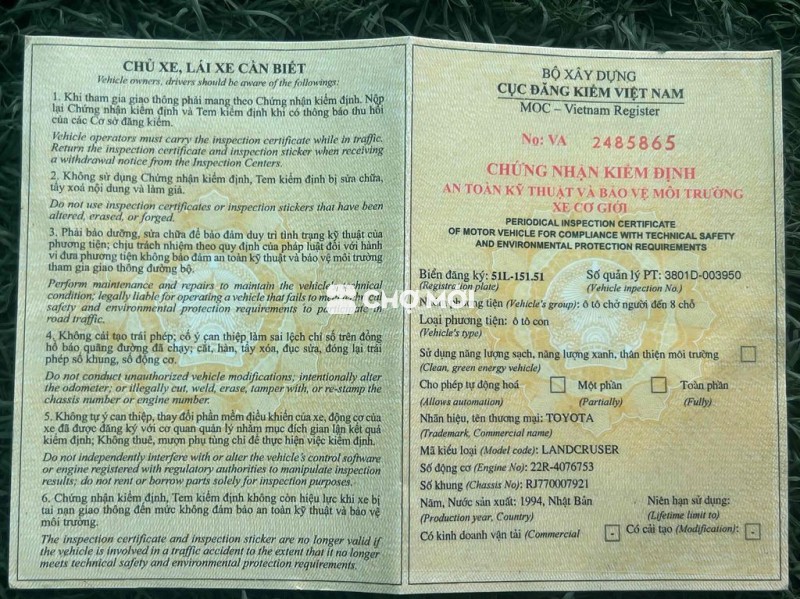 CHỦ XE, LÁI XE CẦN BIẾT
Vehicle owners, drivers should be aware of the followings:
1. Khi tham gia giao thông phải mang theo Chứng nhận kiểm định. Nộp
lại Chứng nhận kiểm định và Tem kiểm định khi có thông báo thu hồi
của các Cơ sở đăng kiểm.
Vehicle operators must carry the inspection certificate while in traffic.
Return the inspection certificate and inspection sticker when receiving
a withdrawal notice from the Inspection Centers.
2. Không sử dụng Chứng nhận kiểm định, Tem kiểm định bị sửa chữa,
tẩy xoá nội dung và làm giả.
Do not use inspection certificates or inspection stickers that have been
altered, erased, or forged.
3. Phải bảo dưỡng, sửa chữa để bảo đảm duy trì tình trạng kỹ thuật của
phương tiện; chịu trách nhiệm theo quy định của pháp luật đối với hành
vi đưa phương tiện không bảo đảm an toàn kỹ thuật và bảo vệ môi trường
tham gia giao thông đường bộ.
Perform maintenance and repairs to maintain the vehicle's technical
condition; legally liable for operating a vehicle that fails to meet
safety and environmental protection requirements to
road traffic.
4. Không cải tạo trái phép; cố ý can thiệp làm sai lệch chỉ số trên đồng
hồ báo quãng đường xe đã chạy; cắt, hàn, tẩy xóa, đục sửa, đóng lại trái
phép số khung, số động cơ.
Do not conduct unauthorized vehicle modifications; intentionally alter
the odometer; or illegally cut, weld, erase, tamper with, or re-stamp the
chassis number or engine number.
5. Không tự ý can thiệp, thay đổi phần mềm điều khiển của xe, động cơ của
xe đã được đăng ký với cơ quan quản lý nhằm mục đích gian lận kết quả
kiểm định; Không thuê, mượn phụ tùng chỉ để thực hiện việc kiểm định.
Do not independently interfere with or alter the vehicle's control software
or engine registered with regulatory authorities to manipulate inspection
results; do not rent or borrow parts solely for inspection purposes.
6. Chứng nhận kiểm định, Tem kiểm định không còn hiệu lực khi xe bị
tai nạn giao thông đến mức không đảm bảo an toàn kỹ thuật và bảo vệ
môi trường.
The inspection certificate and inspection sticker are no longer valid if
the vehicle is involved in a traffic accident to the extent that it no longer
meets technical safety and environmental protection requirements.
BỘ XÂY DỰNG
CỤC ĐĂNG KIỂM VIỆT NAM
MOC – Vietnam Register
No: VA 2485865
CHỨNG NHẬN KIỂM ĐỊNH
AN TOÀN KỸ THUẬT VÀ BẢO VỆ MÔI TRƯỜNG
XE CƠ GIỚI
PERIODICAL INSPECTION CERTIFICATE
OF MOTOR VEHICLE FOR COMPLIANCE WITH TECHNICAL SAFETY
AND ENVIRONMENTAL PROTECTION REQUIREMENTS
Biển đăng ký: 51L-151.51 Số quản lý PT: 3801D-003950
(Registration plate) (Vehicle inspection No.)
CHỢ MỚI
tiện (Vehicle's group): ô tô chở người đến 8 chỗ
Loại phương tiện: ô tô con
(Vehicle's type)
Sử dụng năng lượng sạch, năng lượng xanh, thân thiện môi trường
(Clean, green energy vehicle)
Cho phép tự động hoá Một phần Toàn phần
(Allows automation) (Partially) (Fully)
Nhãn hiệu, tên thương mại: TOYOTA
(Trademark, Commercial name)
Mã kiểu loại (Model code): LANDCRUSER
Số động cơ (Engine No): 22R-4076753
Số khung (Chassis No): RJ770007921
Năm, Nước sản xuất: 1994, Nhật Bản Niên hạn sử dụng:
(Production year, Country) (Lifetime limit to)
Có kinh doanh vận tải (Commercial - Có cải tạo (Modification): -